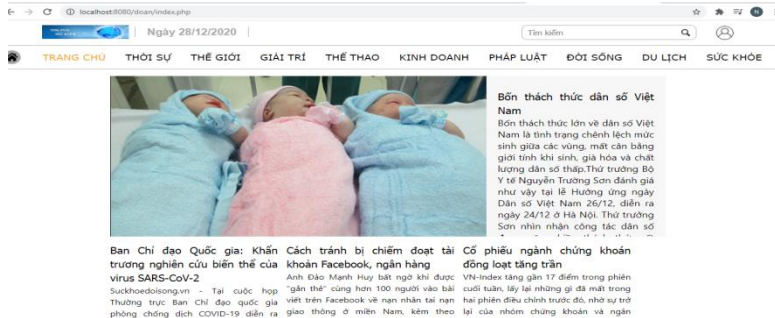 localhost:8080/doan/index.php
Ngày 28/12/2020
Tìm kiếm
TRANG CHỦ THỜI SỰ THẾ GIỚI GIẢI TRÍ THỂ THAO KINH DOANH PHÁP LUẬT ĐỜI SỐNG DU LỊCH SỨC KHỎE
Bốn thách thức dân số Việt
Nam
Bốn thách thức lớn về dân số Việt
Nam là tình trạng chênh lệch mức
sinh giữa các vùng, mất cân bằng
giới tính khi sinh, già hóa và chất
lượng dân số thấp.Thứ trưởng Bộ
Y tế Nguyễn Trường Sơn đánh giá
như vậy tại lễ Hưởng ứng ngày
Dân số Việt Nam 26/12, diễn ra
ngày 24/12 ở Hà Nội. Thứ trưởng
Sơn nhìn nhận công tác dân số
Ban Chỉ đạo Quốc gia: Khẩn
trương nghiên cứu biến thể của
virus SARS-CoV-2
Suckhoedoisong.vn - Tại cuộc họp
Thường trực Ban Chỉ đạo quốc gia
phòng chống dịch COVID-19 diễn ra
Cách tránh bị chiếm đoạt tài
khoản Facebook, ngân hàng
Anh Đào Mạnh Huy bất ngờ khi được
"gắn thẻ" cùng hơn 100 người vào bài
viết trên Facebook về nạn nhân tai nạn
giao thông ở miền Nam, kèm theo
Cổ phiếu ngành chứng khoán
đồng loạt tăng trần
VN-Index tăng gần 17 điểm trong phiên
cuối tuần, lấy lại những gì đã mất trong
hai phiên điều chỉnh trước đó, nhờ sự trở
lại của nhóm chứng khoán và ngân